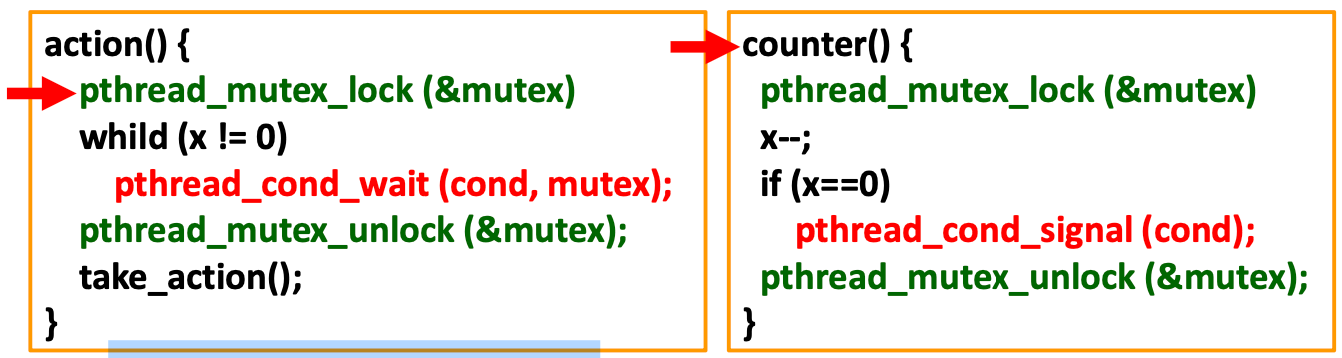 action() {
pthread_mutex_lock (&mutex)
whild (x != 0)
pthread_cond_wait (cond, mutex);
pthread_mutex_unlock (&mutex);
take_action();
}
counter() {
pthread_mutex_lock (&mutex)
x--;
if (x==0)
pthread_cond_signal (cond);
pthread_mutex_unlock (&mutex);
}